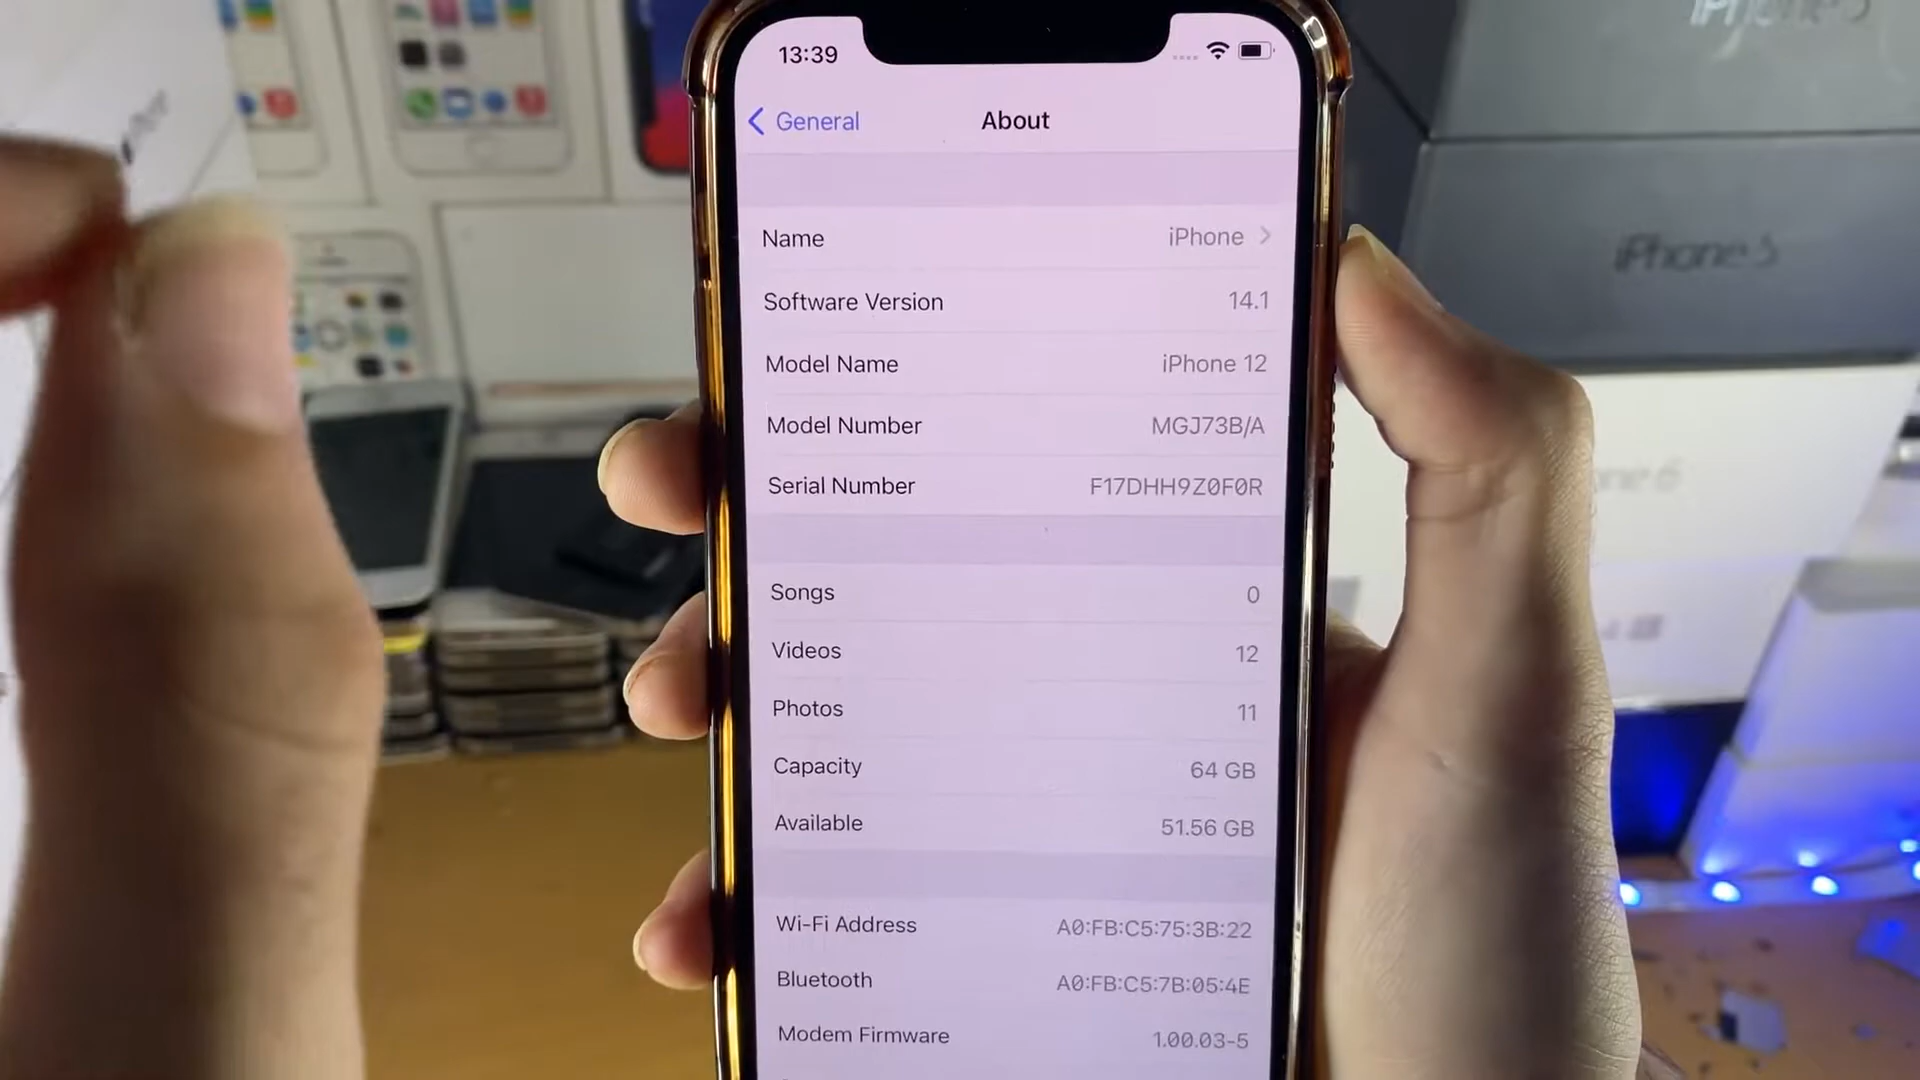 13:39
General
About
Name iPhone
Software Version 14.1
Model Name iPhone 12
Model Number MGJ73B/A
Serial Number F17DHH9Z0F0R
Songs 0
Videos 12
Photos 11
Capacity 64 GB
Available 51.56 GB
Wi-Fi Address A0:FB:C5:75:3B:22
Bluetooth A0:FB:C5:7B:05:4E
Modem Firmware 1.00.03-5
iPhone 5
iPhone 5